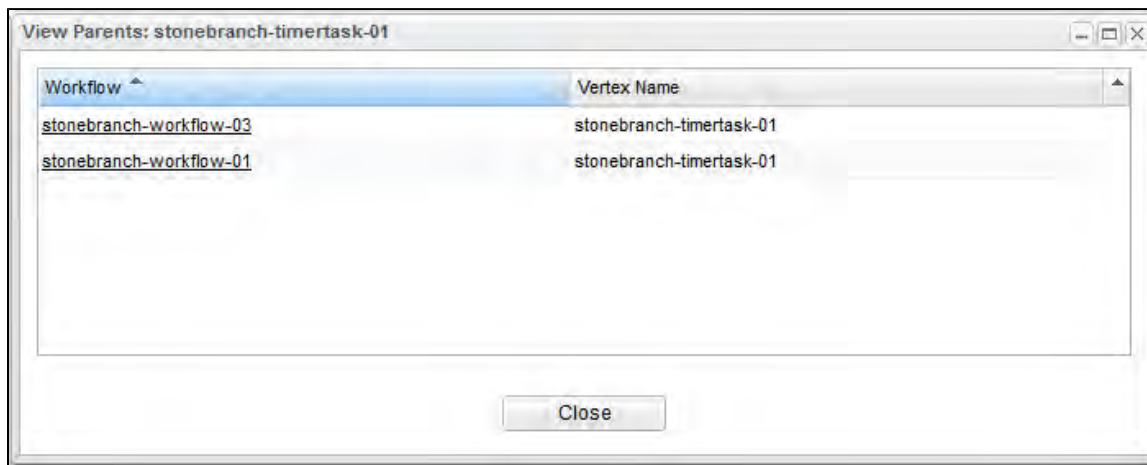 View Parents: stonebranch-timertask-01
Workflow Vertex Name
stonebranch-workflow-03 stonebranch-timertask-01
stonebranch-workflow-01 stonebranch-timertask-01
Close